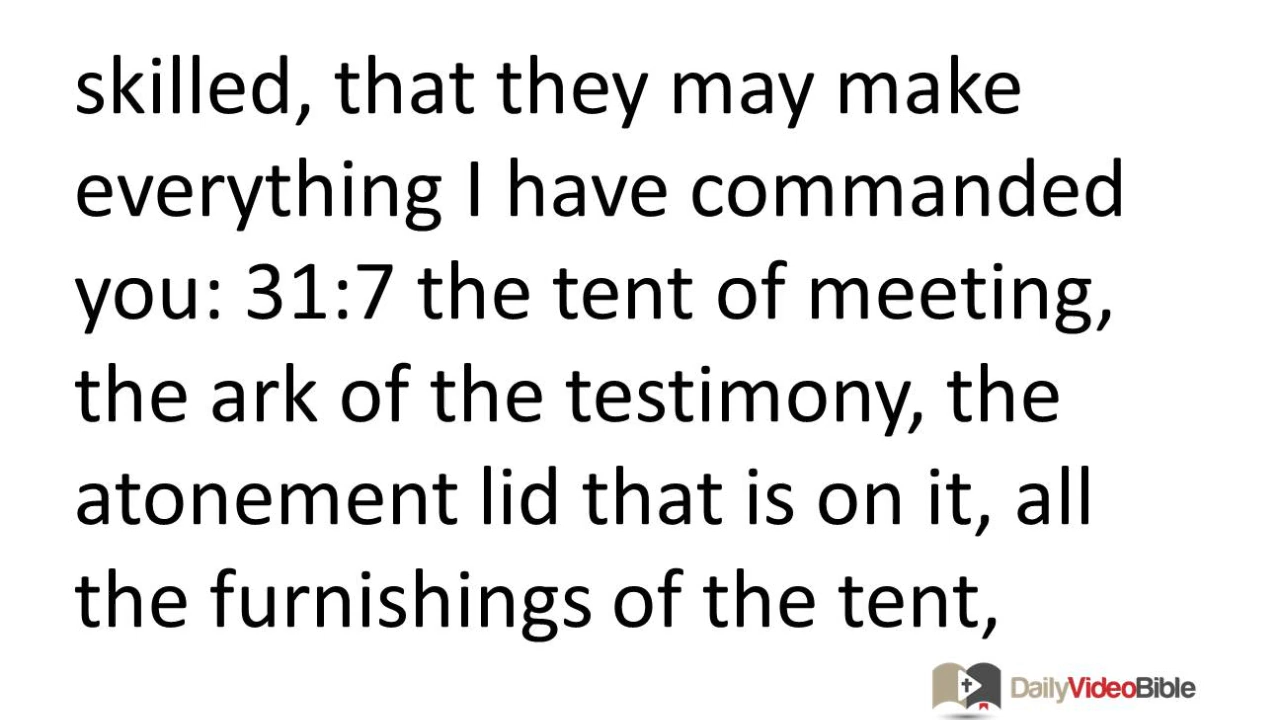 skilled, that they may make
everything I have commanded
you: 31:7 the tent of meeting,
the ark of the testimony, the
atonement lid that is on it, all
the furnishings of the tent,
DailyVideoBible